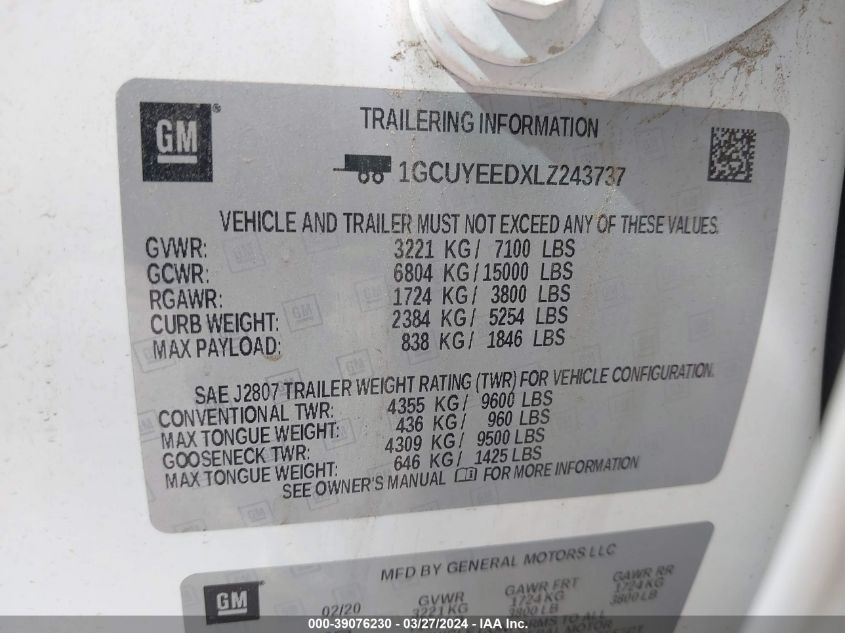 GM
TRAILERING INFORMATION
1GCUYEEDXLZ243737
VEHICLE AND TRAILER MUST NOT EXCEED ANY OF THESE VALUES.
GVWR: 3221 KG/ 7100 LBS
GCWR: 6804 KG/15000 LBS
RGAWR: 1724 KG/ 3800 LBS
CURB WEIGHT: 2384 KG/ 5254 LBS
MAX PAYLOAD: 838 KG/ 1846 LBS
SAE J2807 TRAILER WEIGHT RATING (TWR) FOR VEHICLE CONFIGURATION.
CONVENTIONAL TWR: 4355 KG/ 9600 LBS
MAX TONGUE WEIGHT: 436 KG/ 960 LBS
GOOSENECK TWR: 4309 KG/ 9500 LBS
MAX TONGUE WEIGHT: 646 KG/ 1425 LBS
SEE OWNER'S MANUAL FOR MORE INFORMATION
MFD BY GENERAL MOTORS LLC
GM
02/20 GVWR GAWR FRT GAWR RR
3221 KG 1724 KG 1724 KG
3800 LB 3800 LB
000-39076230 - 03/27/2024 - IAA Inc.